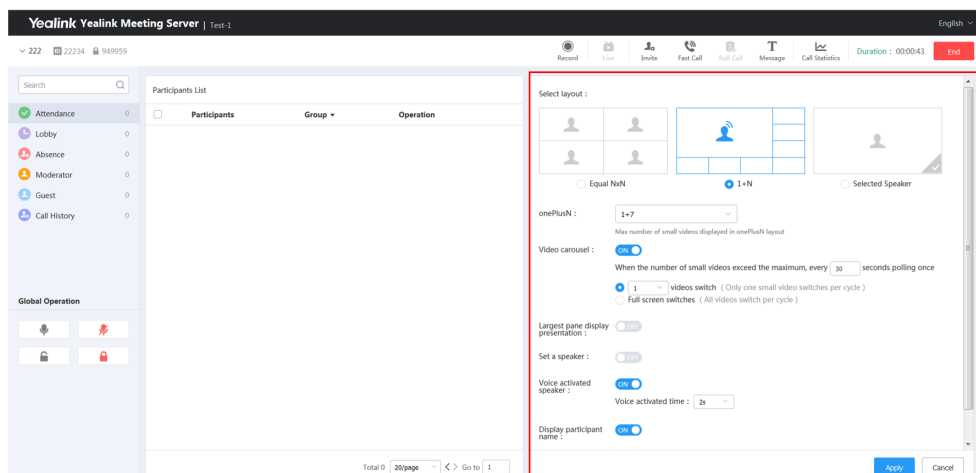 Yealink Yealink Meeting Server | Test-1 English
222 ID 22234 949959 Record Live Invite Fast Call Roll Call Message Call Statistics Duration : 00:00:43 End
Search
Attendance 0
Lobby 0
Absence 0
Moderator 0
Guest 0
Call History 0
Global Operation
Participants List
Participants Group Operation
Total 0 20/page < > Go to 1
Select layout :
Equal NxN 1+N Selected Speaker
onePlusN : 1+7
Max number of small videos displayed in onePlusN layout
Video carousel : ON
When the number of small videos exceed the maximum, every 30 seconds polling once
1 videos switch ( Only one small video switches per cycle )
Full screen switches ( All videos switch per cycle )
Largest pane display
presentation : OFF
Set a speaker : OFF
Voice activated
speaker : ON
Voice activated time : 2s
Display participant
name : ON
Apply Cancel